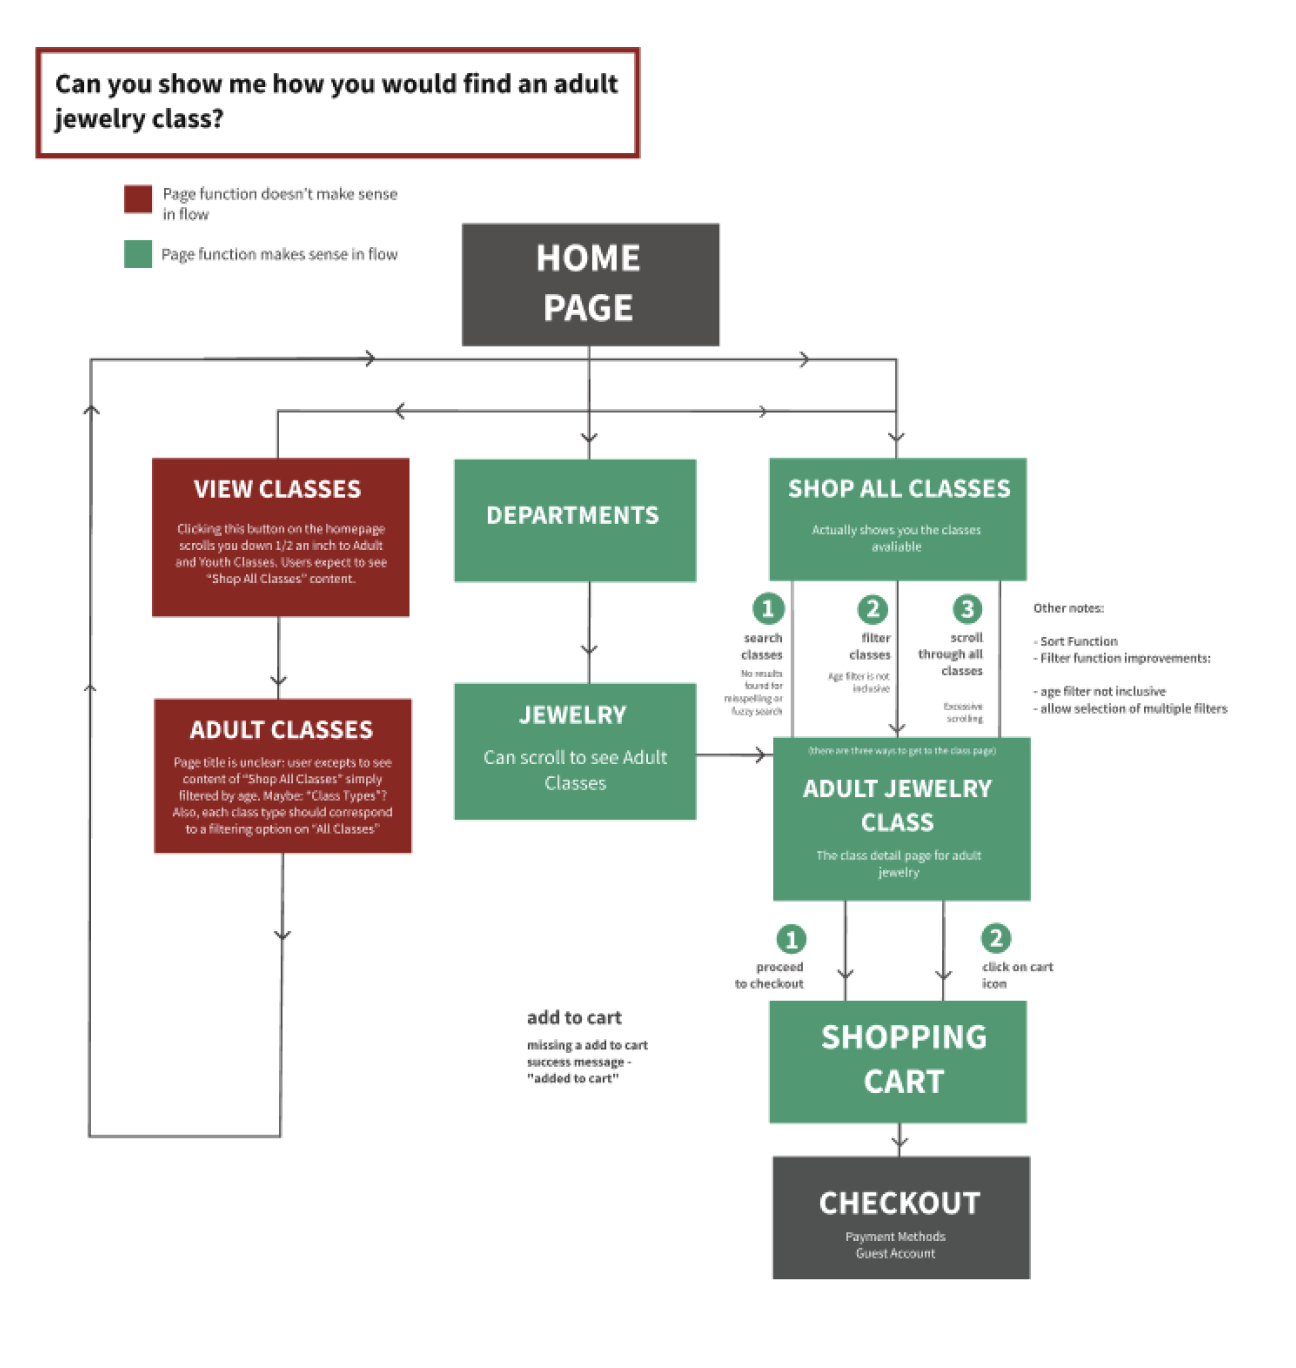 Can you show me how you would find an adult
jewelry class?
Page function doesn't make sense
in flow
Page function makes sense in flow
HOME
PAGE
VIEW CLASSES
Clicking this button on the homepage
scrolls you down 1/2 an inch to Adult
and Youth Classes. Users expect to see
“Shop All Classes” content.
DEPARTMENTS
SHOP ALL CLASSES
Actually shows you the classes
avaliable
1
search
classes
No results
found for
misspelling or
fuzzy search
2
filter
classes
Age filter is not
inclusive
3
scroll
through all
classes
Excessive
scrolling
Other notes:
- Sort Function
- Filter function improvements:
- age filter not inclusive
- allow selection of multiple filters
ADULT CLASSES
Page title is unclear: user excepts to see
content of “Shop All Classes” simply
filtered by age. Maybe: “Class Types”?
Also, each class type should correspond
to a filtering option on “All Classes”
JEWELRY
Can scroll to see Adult
Classes
(there are three ways to get to the class page)
ADULT JEWELRY
CLASS
The class detail page for adult
jewelry
1
proceed
to checkout
2
click on cart
icon
add to cart
missing a add to cart
success message -
"added to cart"
SHOPPING
CART
CHECKOUT
Payment Methods
Guest Account